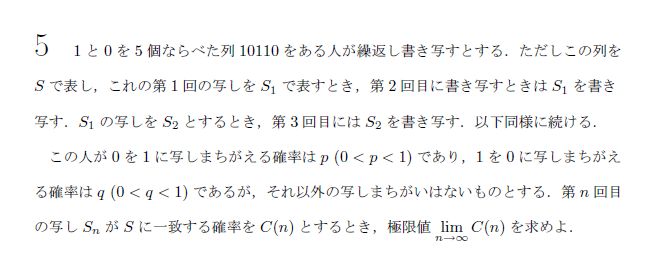 5 1 と 0 を 5 個ならべた列 10110 をある人が繰返し書き写すとする．ただしこの列を
S で表し，これの第 1 回の写しを S₁ で表すとき，第 2 回目に書き写すときは S₁ を書き
写す．S₁ の写しを S₂ とするとき，第 3 回目には S₂ を書き写す．以下同様に続ける．
この人が 0 を 1 に写しまちがえる確率は p (0 < p < 1) であり，1 を 0 に写しまちがえ
る確率は q (0 < q < 1) であるが，それ以外の写しまちがいはないものとする．第 n 回目
の写し Sₙ が S に一致する確率を C(n) とするとき，極限値 lim_{n→∞} C(n) を求めよ．